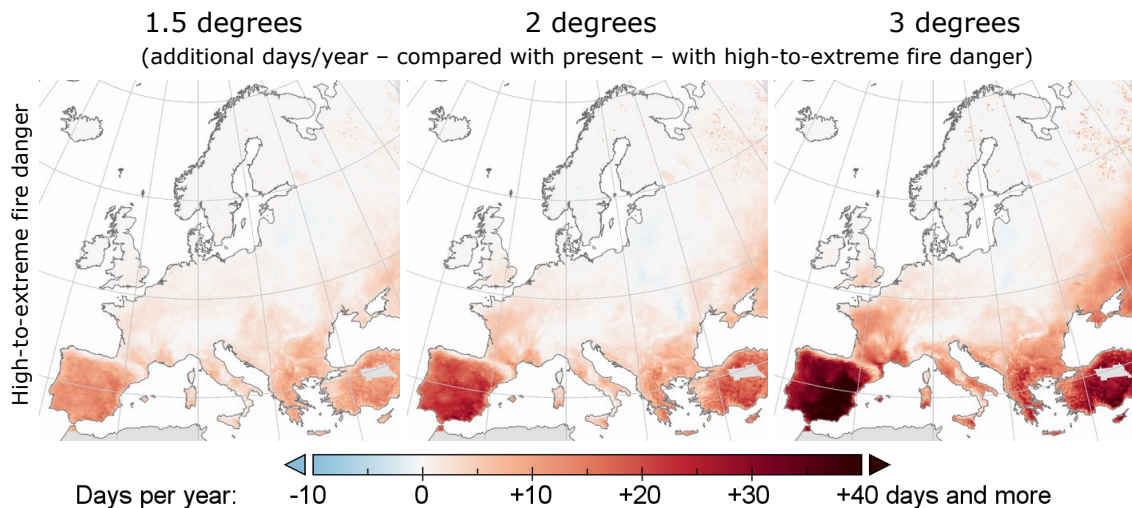 1.5 degrees 2 degrees 3 degrees
(additional days/year – compared with present – with high-to-extreme fire danger)
High-to-extreme fire danger
Days per year: -10 0 +10 +20 +30 +40 days and more